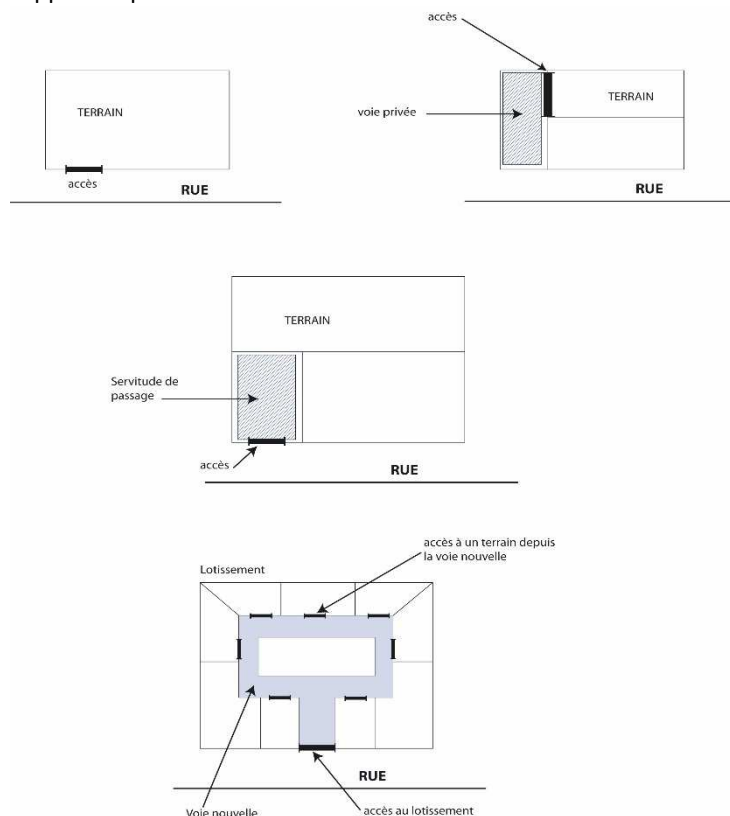 accès
TERRAIN
accès
RUE
voie privée
TERRAIN
RUE
TERRAIN
Servitude de
passage
accès
RUE
accès à un terrain depuis
la voie nouvelle
Lotissement
RUE
Voie nouvelle
accès au lotissement